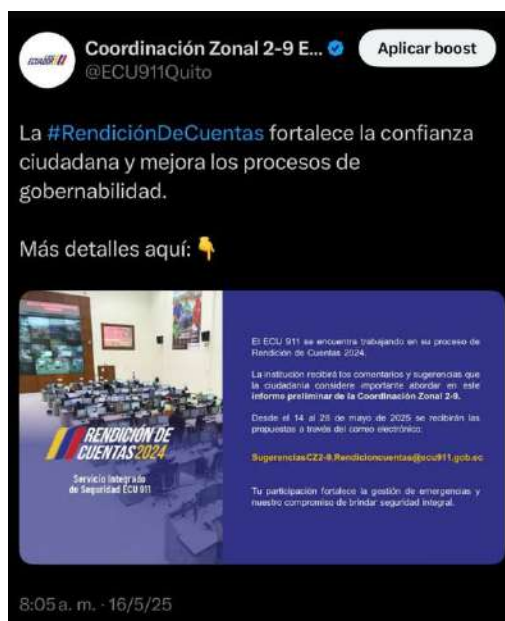 Coordinación Zonal 2-9 E...
Aplicar boost
@ECU911Quito
La #RendiciónDeCuentas fortalece la confianza
ciudadana y mejora los procesos de
gobernabilidad.
Más detalles aquí: 👇
RENDICIÓN DE
CUENTAS 2024
Servicio Integrado
de Seguridad ECU 911
El ECU 911 se encuentra trabajando en su proceso de
Rendición de Cuentas 2024.
La institución recibirá los comentarios y sugerencias que
la ciudadanía considere importante abordar en este
informe preliminar de la Coordinación Zonal 2-9.
Desde el 14 al 28 de mayo de 2025 se recibirán las
propuestas a través del correo electrónico:
SugerenciasCZ2-9.Rendicioncuentas@ecu911.gob.ec
Tu participación fortalece la gestión de emergencias y
nuestro compromiso de brindar seguridad integral.
8:05 a. m. · 16/5/25